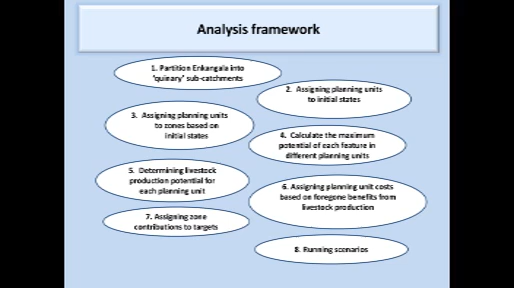 Analysis framework
1. Partition Enkangala into
'quinary' sub-catchments
2. Assigning planning units
to initial states
3. Assigning planning units
to zones based on
initial states
4. Calculate the maximum
potential of each feature in
different planning units
5. Determining livestock
production potential for
each planning unit
6. Assigning planning unit costs
based on foregone benefits from
livestock production
7. Assigning zone
contributions to targets
8. Running scenarios